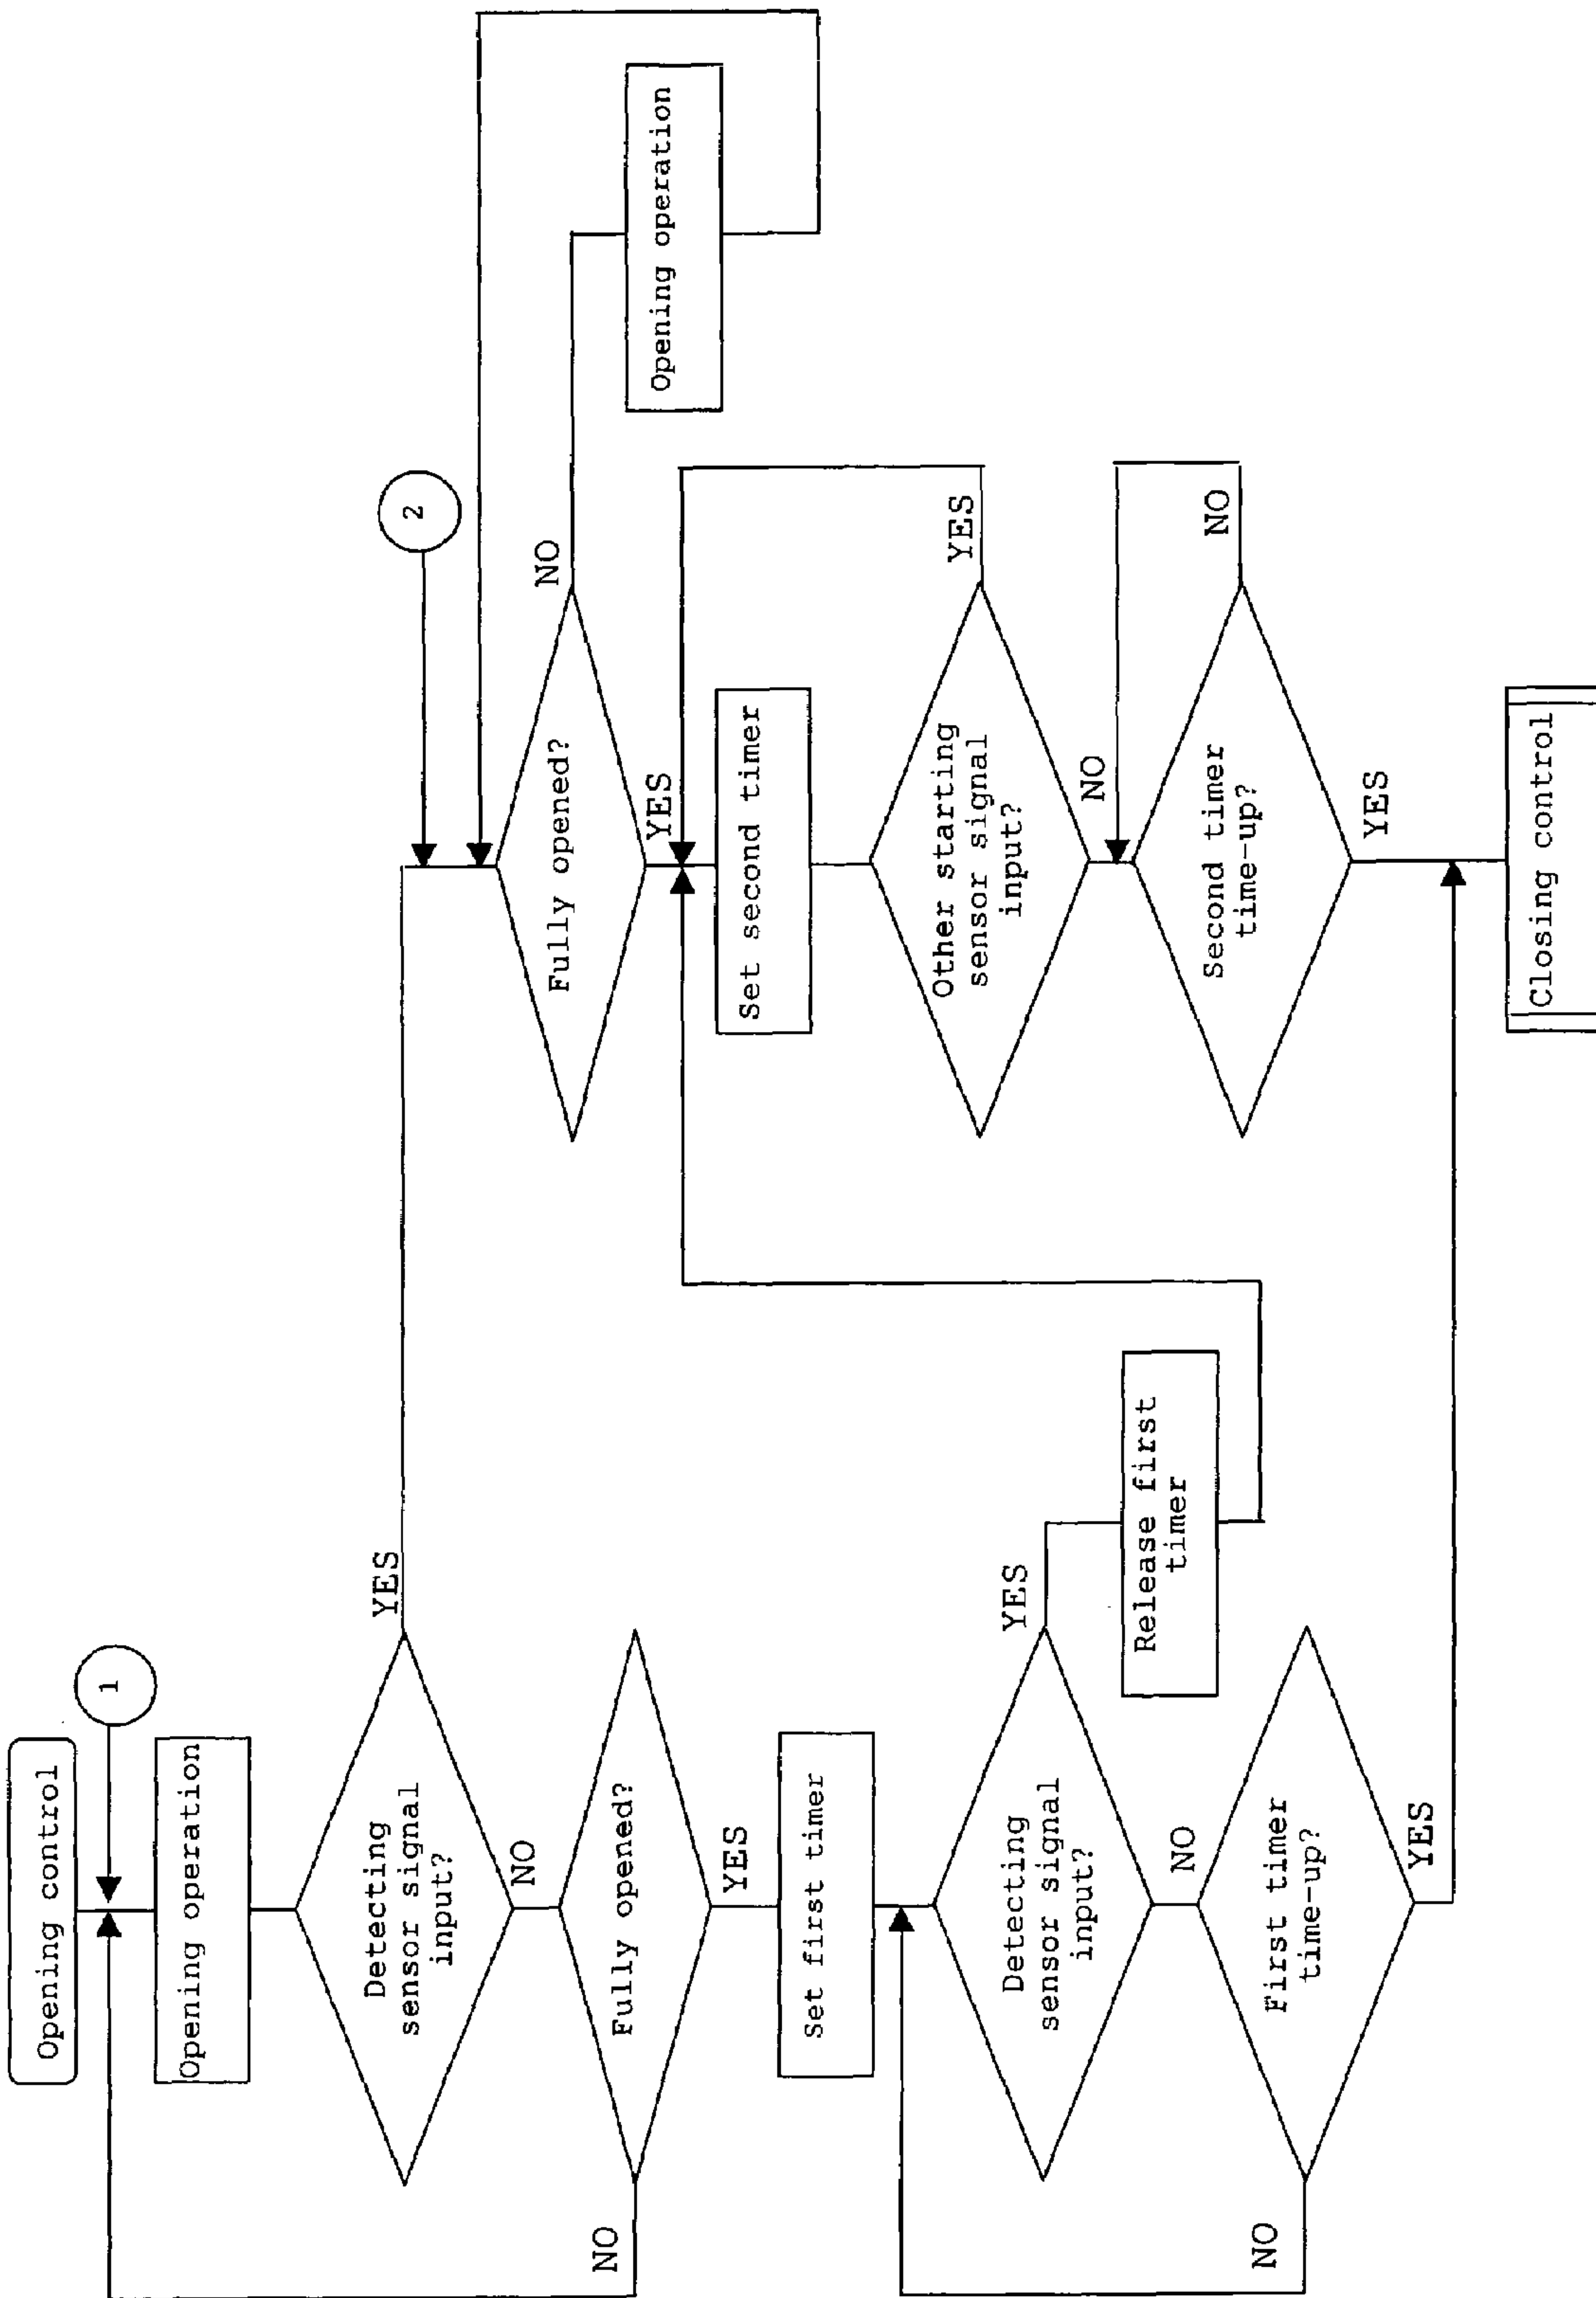 Opening control
1
Opening operation
Detecting
sensor signal
input?
YES
NO
Fully opened?
NO
YES
Set first timer
Detecting
sensor signal
input?
YES
NO
Release first
timer
First timer
time-up?
NO
YES
2
Fully opened?
NO
YES
Opening operation
Set second timer
Other starting
sensor signal
input?
YES
NO
Second timer
time-up?
NO
YES
Closing control